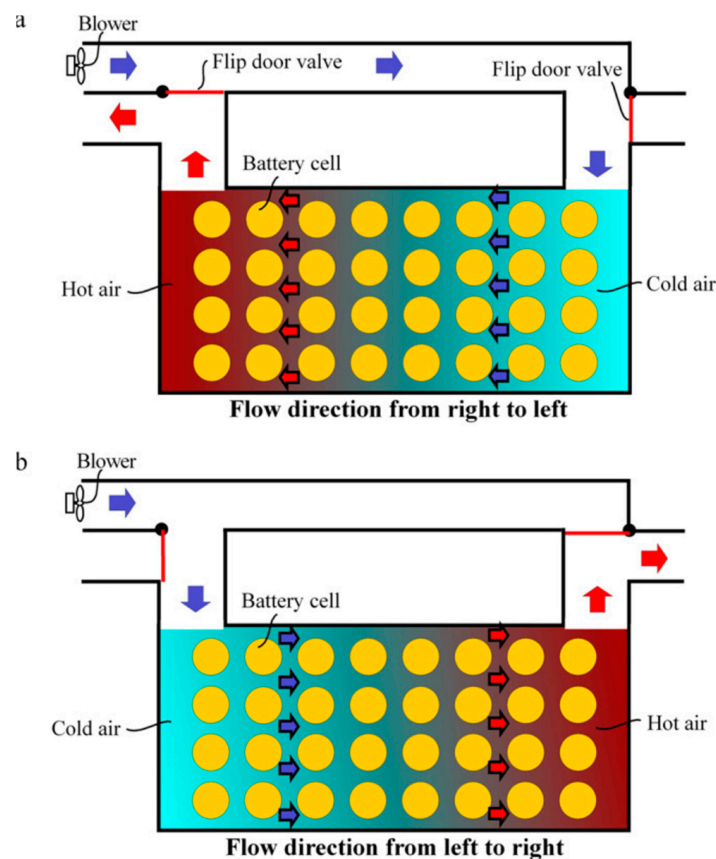 a
Blower
Flip door valve
Flip door valve
Battery cell
Hot air
Cold air
Flow direction from right to left
b
Blower
Battery cell
Cold air
Hot air
Flow direction from left to right